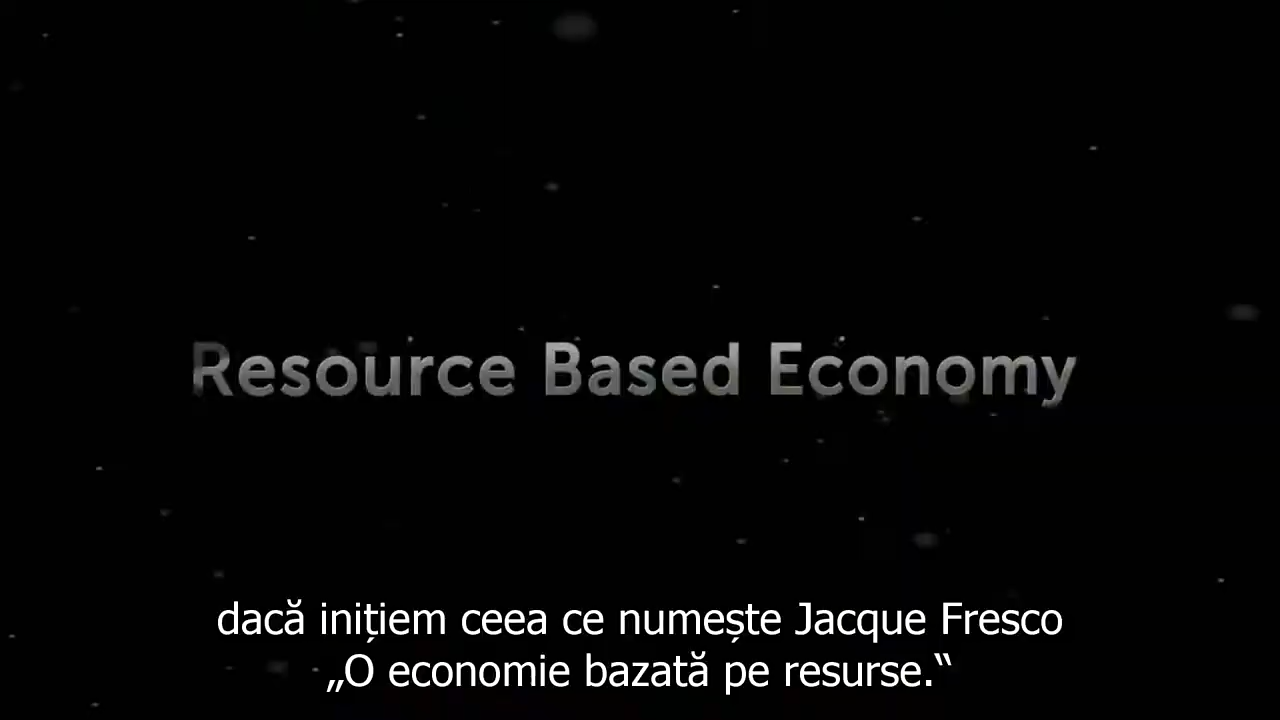 Resource Based Economy
dacă inițiem ceea ce numește Jacque Fresco
„O economie bazată pe resurse.“